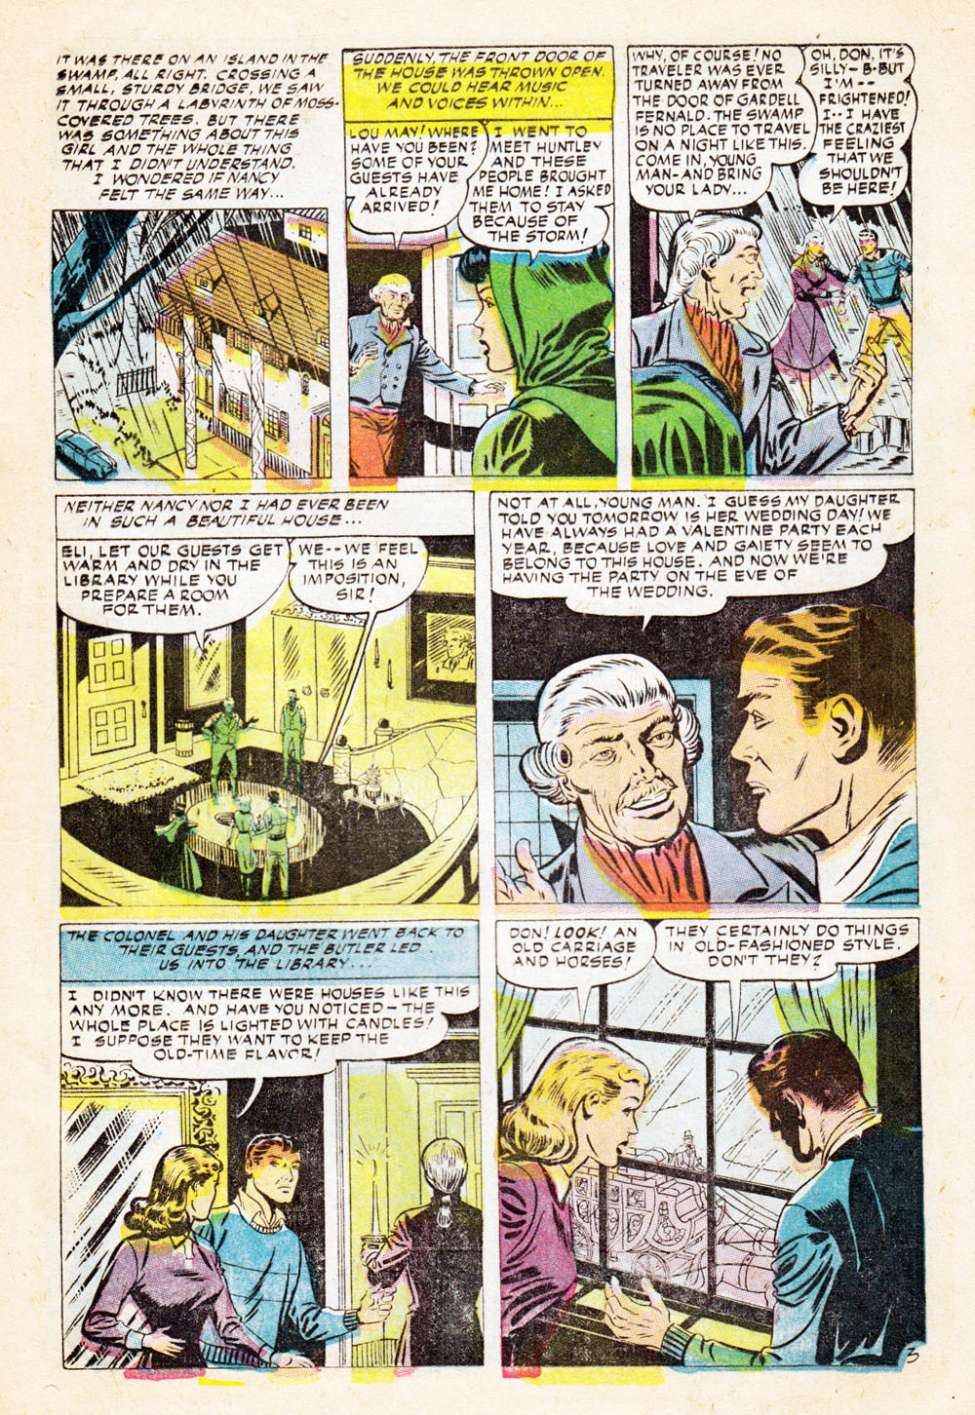 IT WAS THERE ON AN ISLAND IN THE
SWAMP, ALL RIGHT. CROSSING A
SMALL, STURDY BRIDGE, WE SAW
IT THROUGH A LABYRINTH OF MOSS-
COVERED TREES. BUT THERE
WAS SOMETHING ABOUT THIS
GIRL AND THE WHOLE THING
THAT I DIDN'T UNDERSTAND.
I WONDERED IF NANCY
FELT THE SAME WAY...
SUDDENLY, THE FRONT DOOR OF
THE HOUSE WAS THROWN OPEN.
WE COULD HEAR MUSIC
AND VOICES WITHIN...
LOU MAY! WHERE
HAVE YOU BEEN?
SOME OF YOUR
GUESTS HAVE
ALREADY
ARRIVED!
I WENT TO
MEET HUNTLEY
AND THESE
PEOPLE BROUGHT
ME HOME! I ASKED
THEM TO STAY
BECAUSE OF
THE STORM!
WHY, OF COURSE! NO
TRAVELER WAS EVER
TURNED AWAY FROM
THE DOOR OF GARDELL
FERNALD. THE SWAMP
IS NO PLACE TO TRAVEL
ON A NIGHT LIKE THIS.
COME IN, YOUNG
MAN-AND BRING
YOUR LADY...
OH, DON, IT'S
SILLY-B-BUT
I'M--
FRIGHTENED!
I--I HAVE
THE CRAZIEST
FEELING
THAT WE
SHOULDN'T
BE HERE!
NEITHER NANCY NOR I HAD EVER BEEN
IN SUCH A BEAUTIFUL HOUSE...
ELI, LET OUR GUESTS GET
WARM AND DRY IN THE
LIBRARY WHILE YOU
PREPARE A ROOM
FOR THEM.
WE--WE FEEL
THIS IS AN
IMPOSITION,
SIR!
NOT AT ALL, YOUNG MAN. I GUESS MY DAUGHTER
TOLD YOU TOMORROW IS HER WEDDING DAY! WE
HAVE ALWAYS HAD A VALENTINE PARTY EACH
YEAR, BECAUSE LOVE AND GAIETY SEEM TO
BELONG TO THIS HOUSE. AND NOW WE'RE
HAVING THE PARTY ON THE EVE OF
THE WEDDING.
THE COLONEL AND HIS DAUGHTER WENT BACK TO
THEIR GUESTS, AND THE BUTLER LED
US INTO THE LIBRARY...
I DIDN'T KNOW THERE WERE HOUSES LIKE THIS
ANY MORE. AND HAVE YOU NOTICED-THE
WHOLE PLACE IS LIGHTED WITH CANDLES!
I SUPPOSE THEY WANT TO KEEP THE
OLD-TIME FLAVOR!
DON! LOOK! AN
OLD CARRIAGE
AND HORSES!
THEY CERTAINLY DO THINGS
IN OLD-FASHIONED STYLE,
DON'T THEY?
3